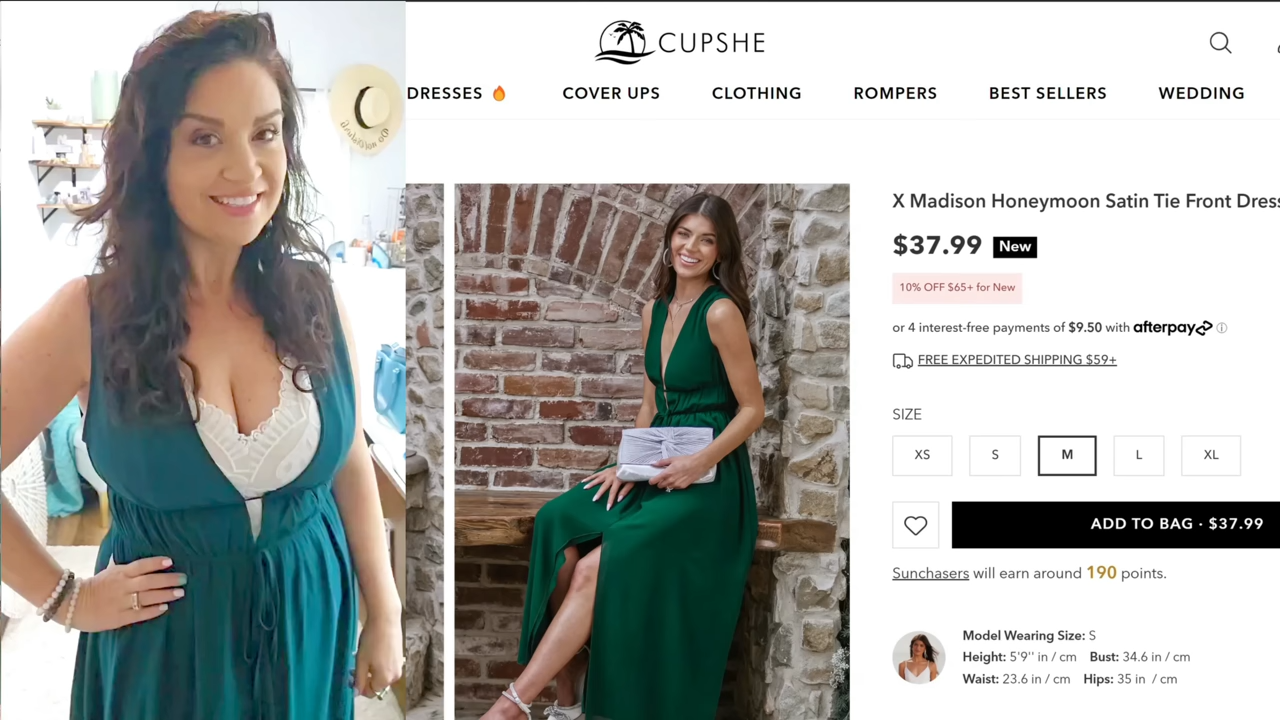 CUPSHE
DRESSES 🔥 COVER UPS CLOTHING ROMPERS BEST SELLERS WEDDING
X Madison Honeymoon Satin Tie Front Dress
$37.99 New
10% OFF $65+ for New
or 4 interest-free payments of $9.50 with afterpay ⓘ
FREE EXPEDITED SHIPPING $59+
SIZE
XS S M L XL
ADD TO BAG · $37.99
Sunchasers will earn around 190 points.
Model Wearing Size: S
Height: 5'9'' in / cm Bust: 34.6 in / cm
Waist: 23.6 in / cm Hips: 35 in / cm